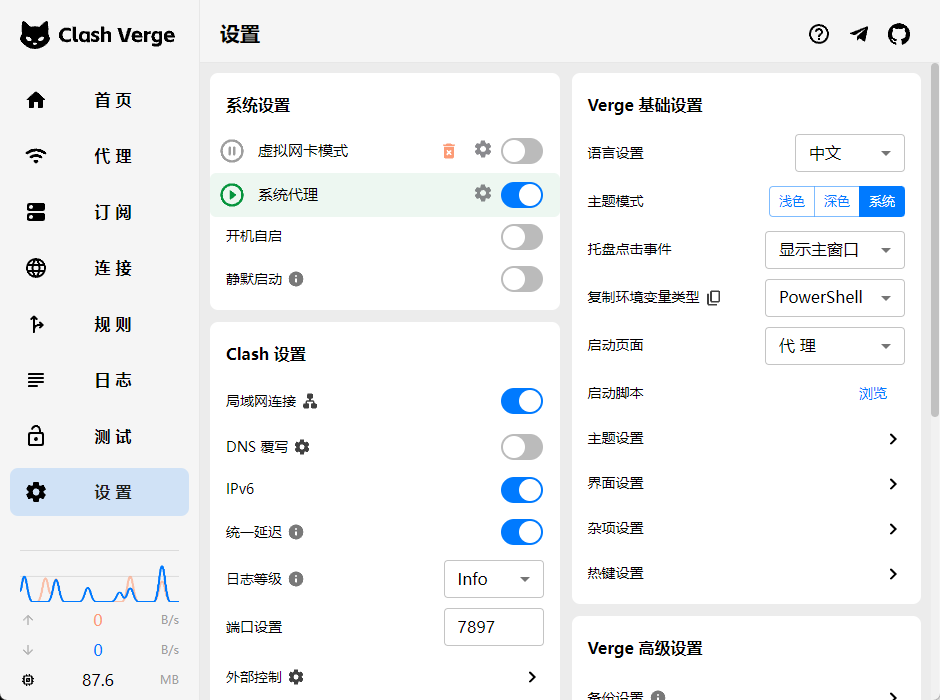 Clash Verge
首 页
代 理
订 阅
连 接
规 则
日 志
测 试
设 置
0 B/s
0 B/s
87.6 MB
设置
系统设置
虚拟网卡模式
系统代理
开机自启
静默启动
Clash 设置
局域网连接
DNS 覆写
IPv6
统一延迟
日志等级 Info
端口设置 7897
外部控制
Verge 基础设置
语言设置 中文
主题模式 浅色 深色 系统
托盘点击事件 显示主窗口
复制环境变量类型 PowerShell
启动页面 代 理
启动脚本 浏览
主题设置
界面设置
杂项设置
热键设置
Verge 高级设置
备份设置